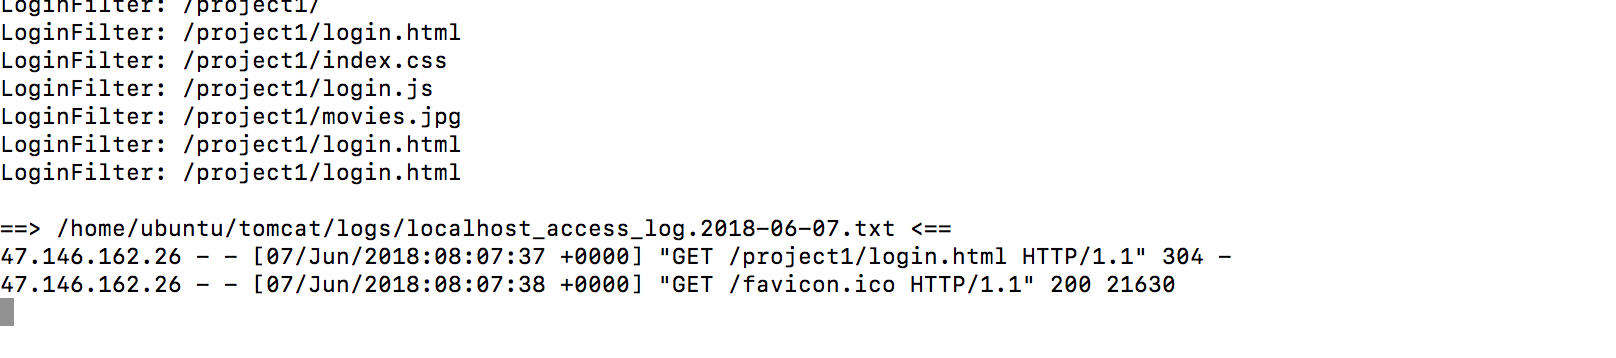 LoginFilter: /project1/
LoginFilter: /project1/login.html
LoginFilter: /project1/index.css
LoginFilter: /project1/login.js
LoginFilter: /project1/movies.jpg
LoginFilter: /project1/login.html
LoginFilter: /project1/login.html
==> /home/ubuntu/tomcat/logs/localhost_access_log.2018-06-07.txt <==
47.146.162.26 - - [07/Jun/2018:08:07:37 +0000] "GET /project1/login.html HTTP/1.1" 304 -
47.146.162.26 - - [07/Jun/2018:08:07:38 +0000] "GET /favicon.ico HTTP/1.1" 200 21630